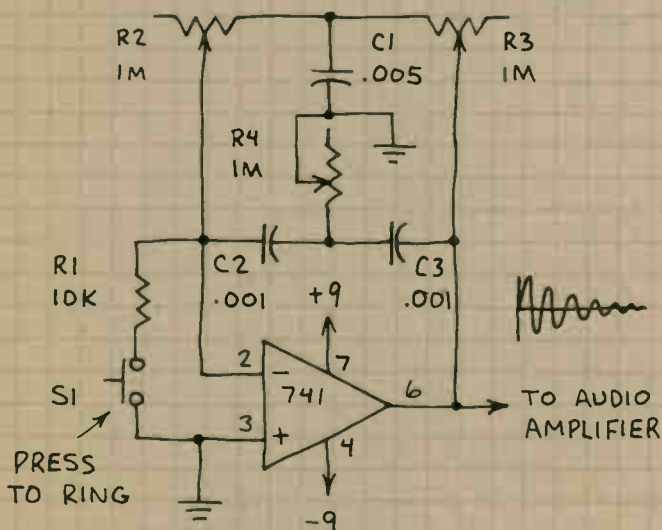 R2
1M
C1
.005
R3
1M
R4
1M
R1
10K
C2
.001
+9
C3
.001
2
-
7
741
6
3
+
4
-9
S1
PRESS
TO RING
TO AUDIO
AMPLIFIER